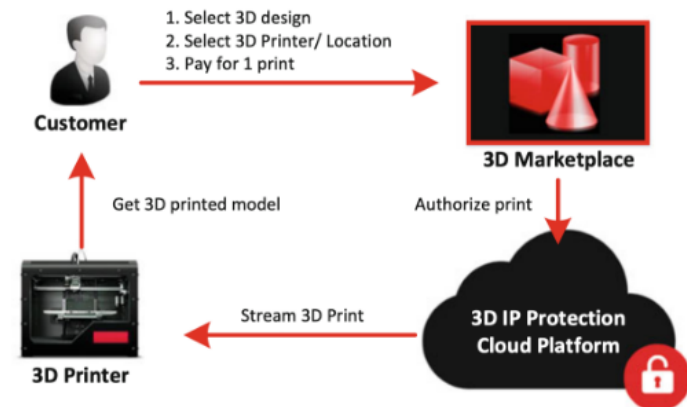 1. Select 3D design
2. Select 3D Printer/ Location
3. Pay for 1 print
Customer
3D Marketplace
Get 3D printed model
Authorize print
Stream 3D Print
3D IP Protection
Cloud Platform
3D Printer